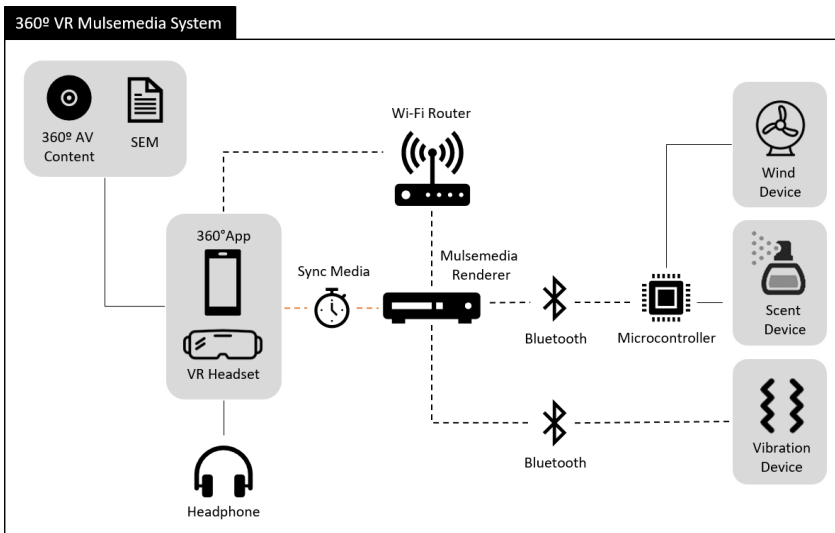 360º VR Mulsemedia System
360º AV
Content
SEM
Wi-Fi Router
Wind
Device
360°App
Sync Media
Mulsemedia
Renderer
Scent
Device
Bluetooth
Microcontroller
VR Headset
Vibration
Device
Bluetooth
Headphone